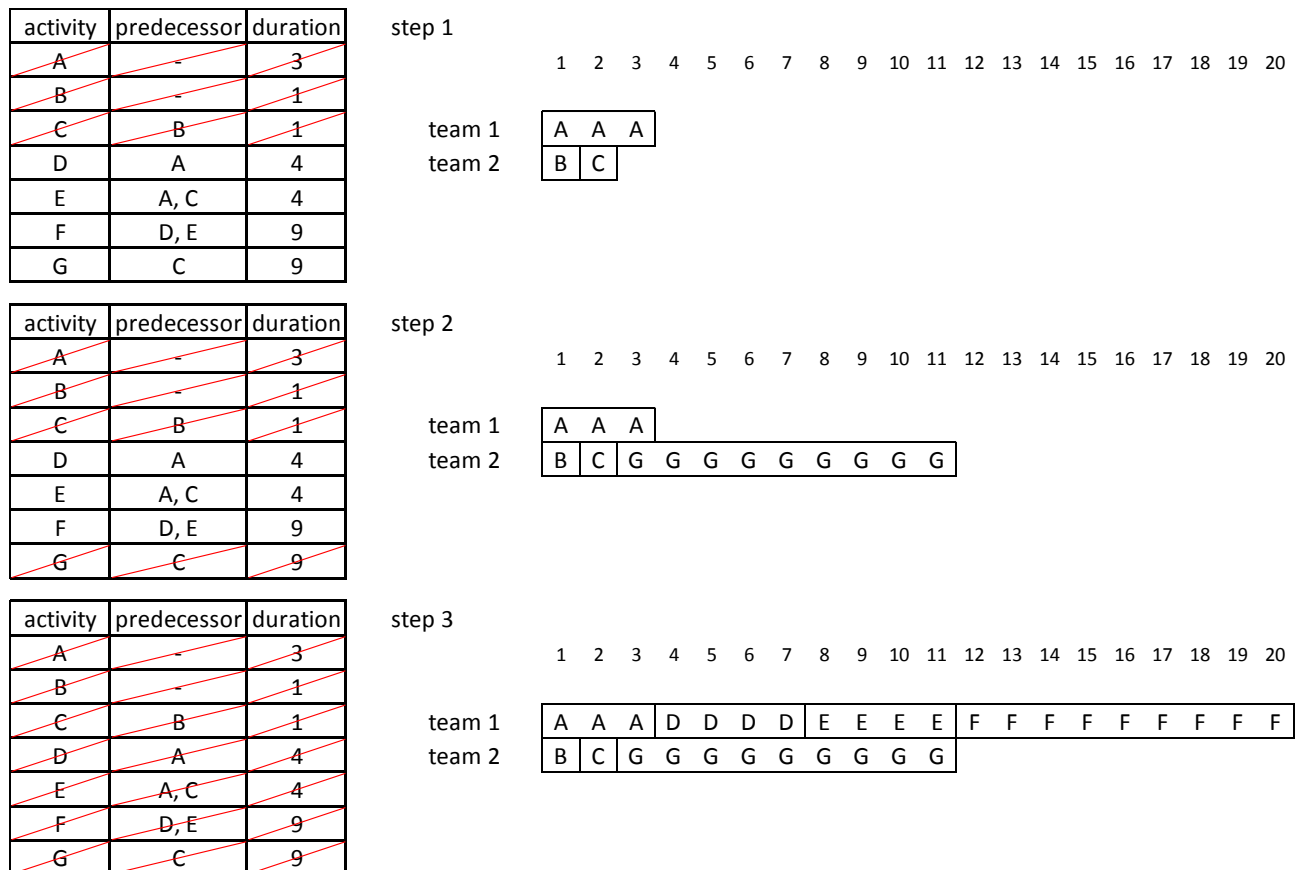 activity predecessor duration step 1
A - 3 1 2 3 4 5 6 7 8 9 10 11 12 13 14 15 16 17 18 19 20
B - 1
C B 1 team 1 A A A
D A 4 team 2 B C
E A, C 4
F D, E 9
G C 9
activity predecessor duration step 2
A - 3 1 2 3 4 5 6 7 8 9 10 11 12 13 14 15 16 17 18 19 20
B - 1
C B 1 team 1 A A A
D A 4 team 2 B C G G G G G G G G G
E A, C 4
F D, E 9
G C 9
activity predecessor duration step 3
A - 3 1 2 3 4 5 6 7 8 9 10 11 12 13 14 15 16 17 18 19 20
B - 1
C B 1 team 1 A A A D D D D E E E E F F F F F F F F F
D A 4 team 2 B C G G G G G G G G G
E A, C 4
F D, E 9
G C 9